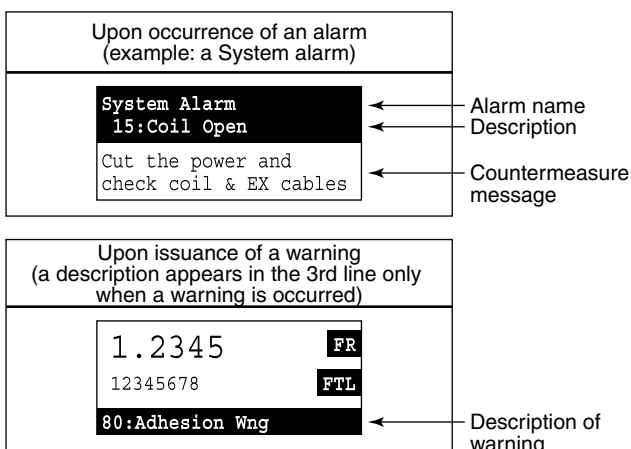 Upon occurrence of an alarm
(example: a System alarm)
System Alarm
15:Coil Open
Cut the power and
check coil & EX cables
Alarm name
Description
Countermeasure
message
Upon issuance of a warning
(a description appears in the 3rd line only
when a warning is occurred)
1.2345 FR
12345678 FTL
80:Adhesion Wng
Description of
warning